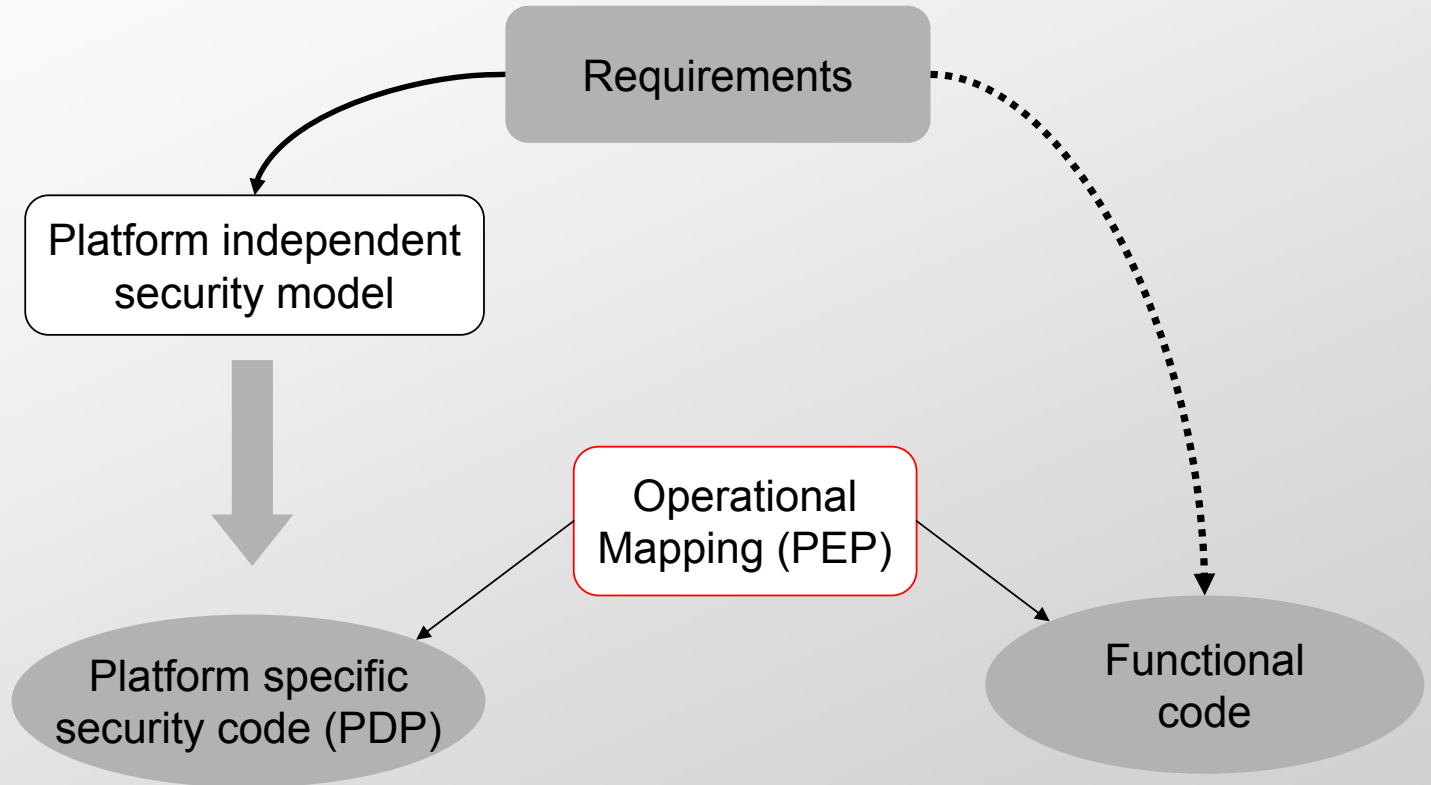 Requirements
Platform independent
security model
Operational
Mapping (PEP)
Platform specific
security code (PDP)
Functional
code